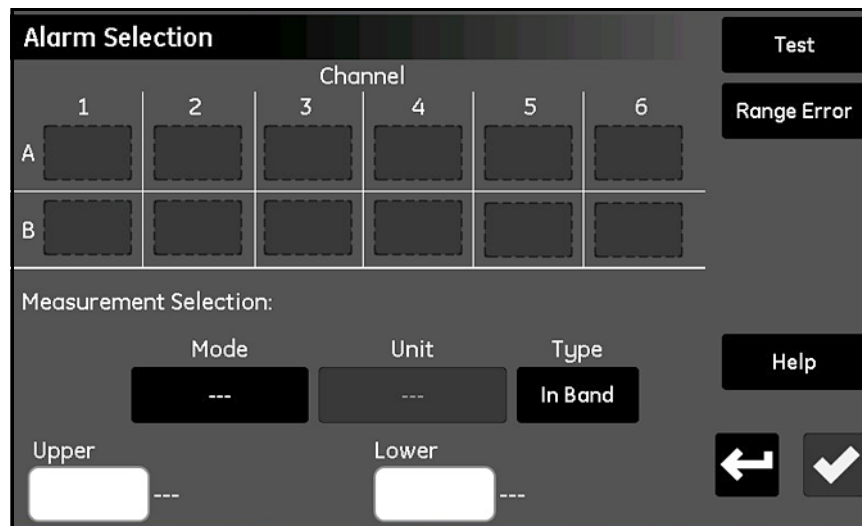 Alarm Selection
Test
Channel
1 2 3 4 5 6
Range Error
A
B
Measurement Selection:
Mode Unit Type
Help
--- --- In Band
Upper Lower
--- ---